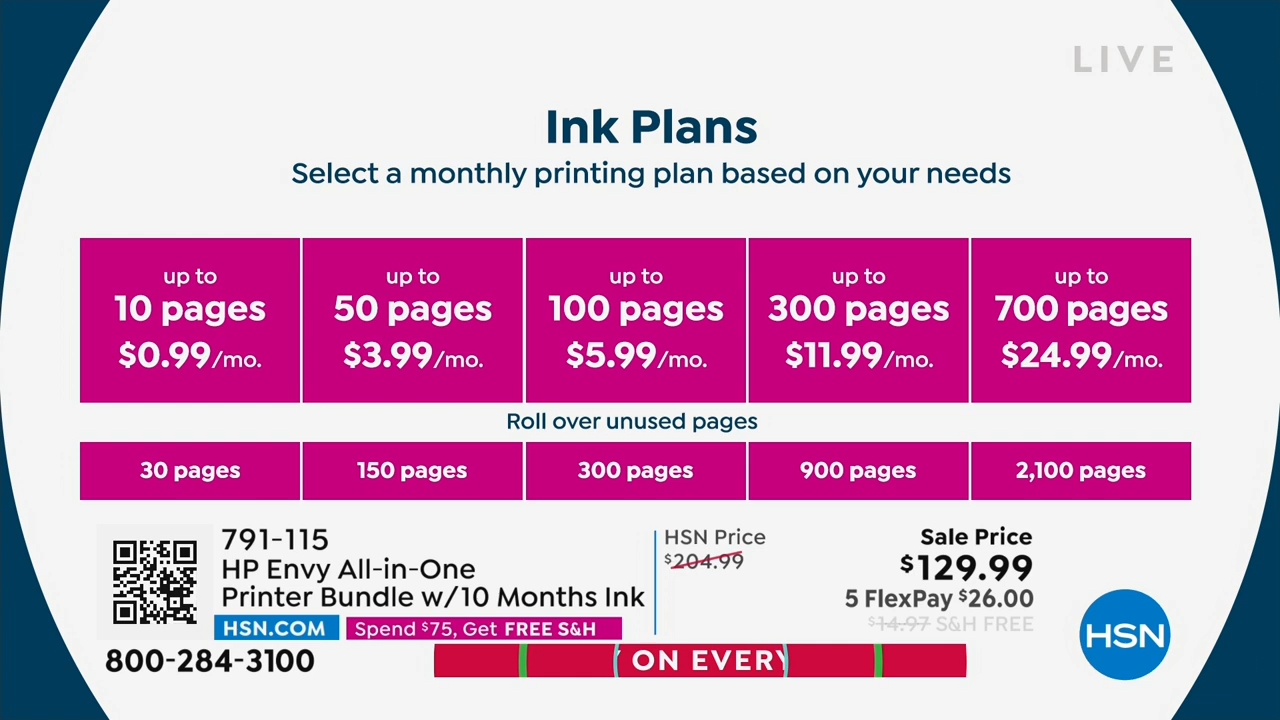 LIVE
Ink Plans
Select a monthly printing plan based on your needs
up to
10 pages
$0.99/mo.
up to
50 pages
$3.99/mo.
up to
100 pages
$5.99/mo.
up to
300 pages
$11.99/mo.
up to
700 pages
$24.99/mo.
Roll over unused pages
30 pages
150 pages
300 pages
900 pages
2,100 pages
791-115
HP Envy All-in-One
Printer Bundle w/10 Months Ink
HSN.COM
Spend $75, Get FREE S&H
800-284-3100
HSN Price
$204.99
Sale Price
$129.99
5 FlexPay $26.00
$14.97 S&H FREE
ON EVERY
HSN